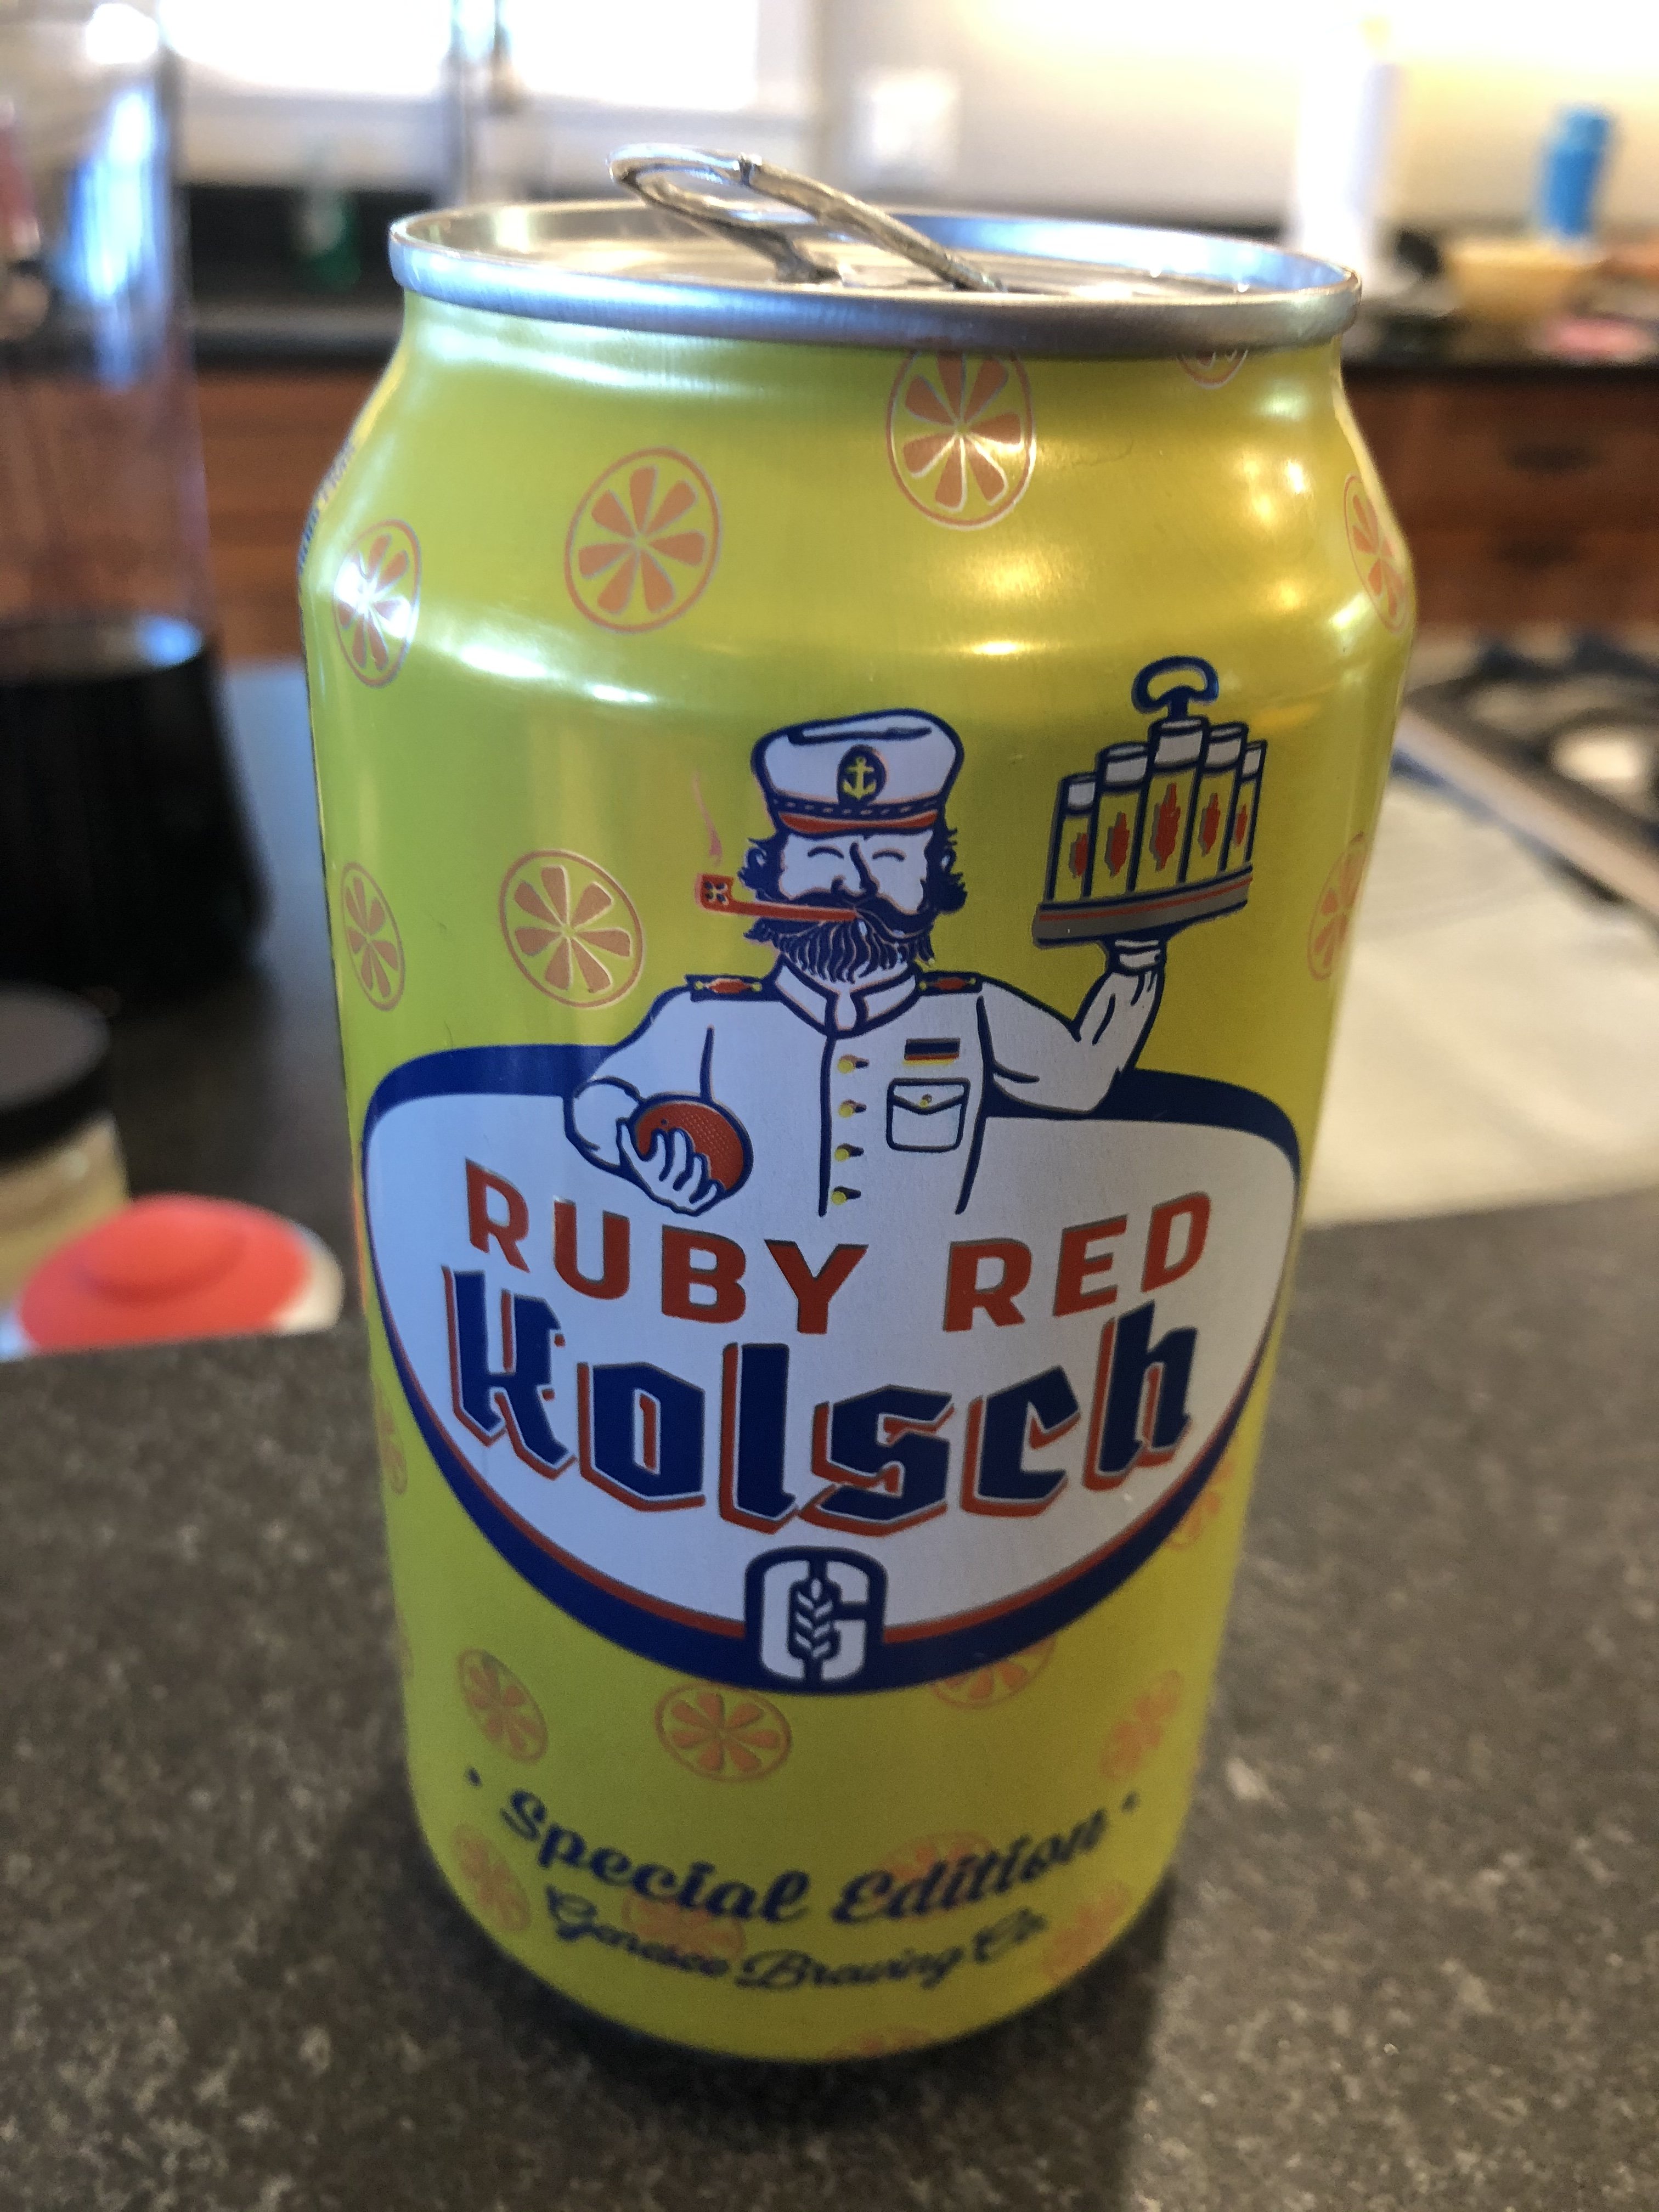 RUBY RED
Kolsch
G
• Special Edition •
Genesee Brewing Co.